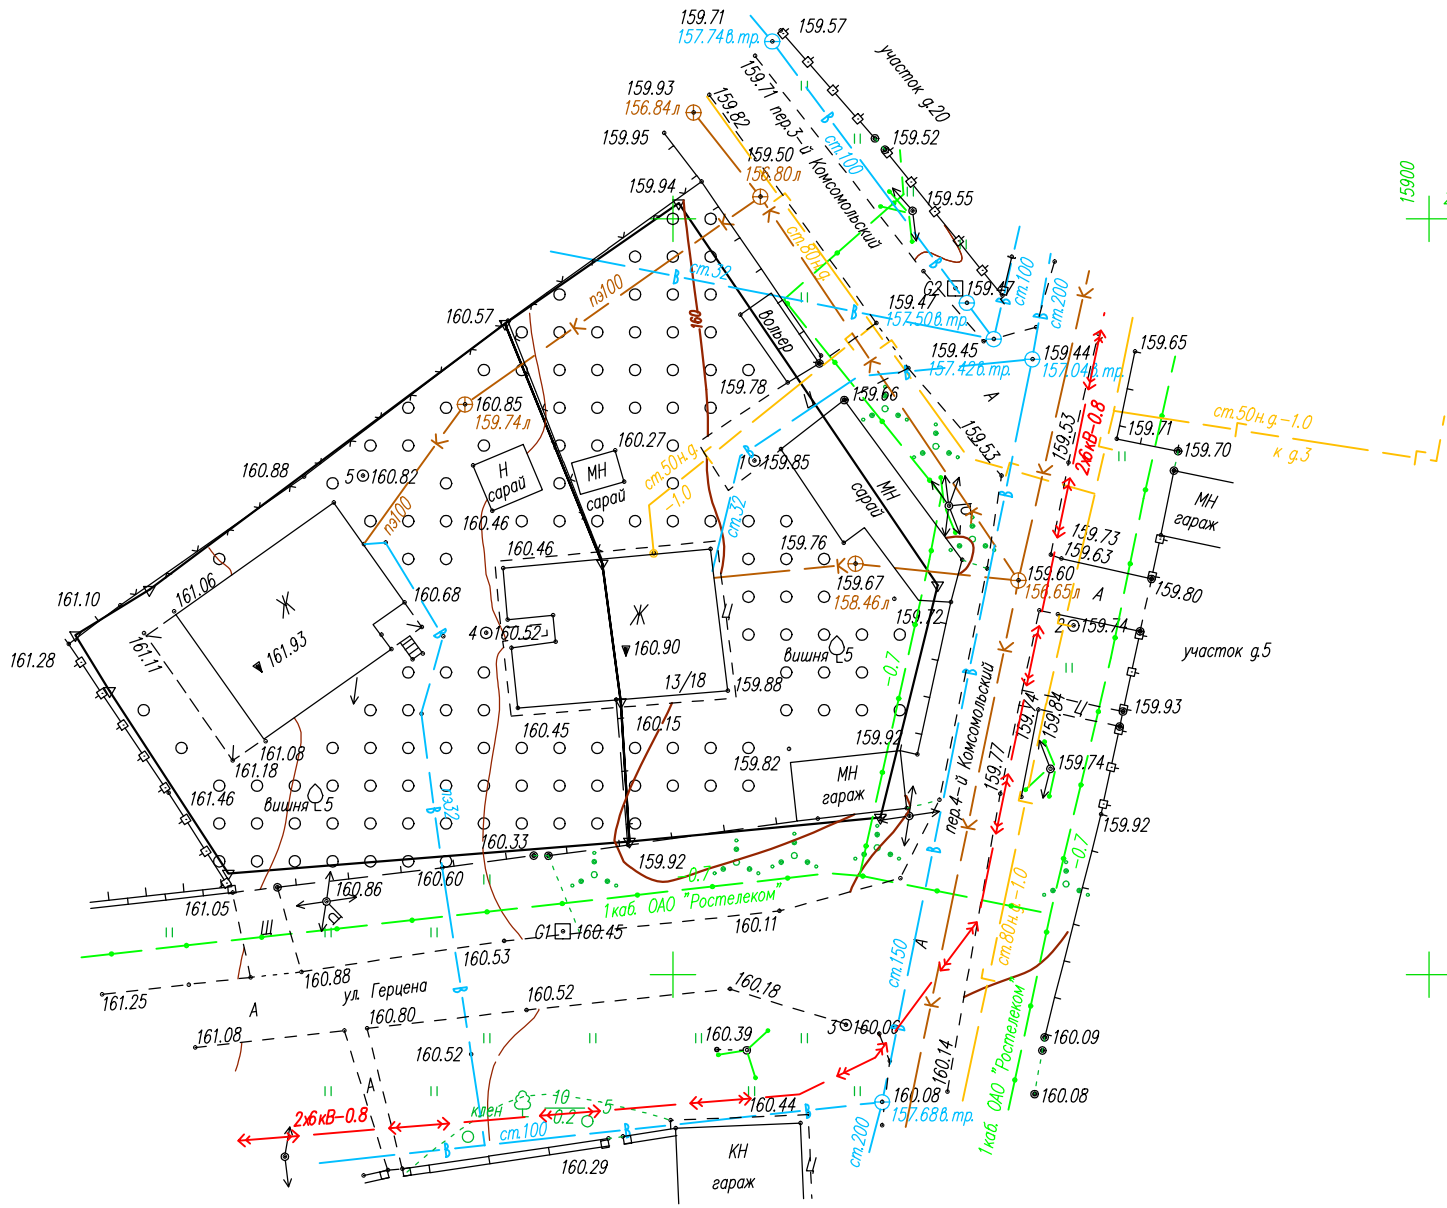 159.71
157.74в.тр.
159.57
участок д.20
159.93
156.84л
159.82
159.71
пер.3-й Комсомольский
159.95
159.50
156.80л
ст.100
159.52
159.94
159.55
15900
К
ст.80н.д
ст.32
В
пэ100
160
Вольер
G2
159.47
159.47
157.50в.тр.
ст.100
ст.200
160.57
159.45
157.42в.тр.
159.44
157.04в.тр.
159.65
159.78
159.66
А
2х6кВ-0.8
159.53
ст.50н.д-1.0
к д.3
159.71
159.70
160.85
159.74л
160.27
160.88
5
160.82
Н
сарай
МН
сарай
ст.50н.д
-1.0
1
159.85
МН
сарай
159.53
МН
гараж
пэ100
160.46
ст.32
160.46
159.76
159.73
159.63
159.67
158.46л
159.60
156.65л
159.80
А
161.10
161.06
Ж
160.68
159.72
2
159.74
161.28
161.11
161.93
4
160.52
Ж
160.90
вишня
5
-0.7
участок д.5
13/18
159.88
пер.4-й Комсомольский
159.74
159.84
Ц
159.93
161.08
161.18
160.45
160.15
159.92
159.82
159.77
159.74
161.46
вишня
5
пэ32
МН
гараж
159.92
160.33
159.92
160.60
160.86
161.05
-0.7
-0.7
1каб. ОАО "Ростелеком"
Щ
G1
160.45
160.11
160.53
160.88
161.25
ул. Герцена
А
ст.150
А
ст.80н.д-1.0
160.18
160.52
160.80
161.08
3
160.06
160.39
160.52
160.14
1каб. ОАО "Ростелеком"
160.09
160.08
А
160.08
157.68в.тр.
160.44
2х6кВ-0.8
клен
10
0.2
5
ст.100
160.29
КН
гараж
Ц
ст.200